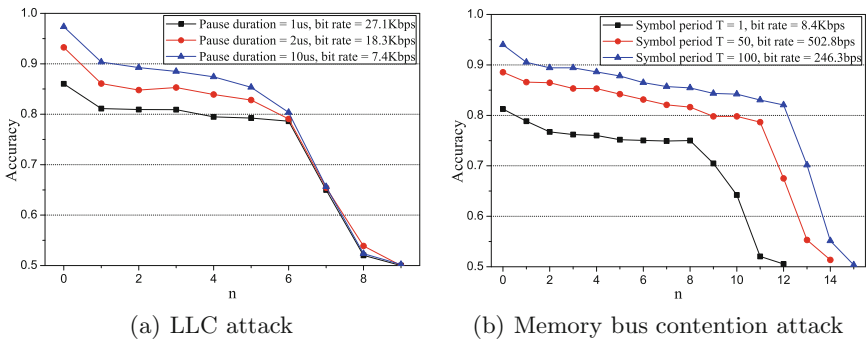 Pause duration = 1us, bit rate = 27.1Kbps
Pause duration = 2us, bit rate = 18.3Kbps
Pause duration = 10us, bit rate = 7.4Kbps
1.0
0.9
0.8
0.7
0.6
0.5
Accuracy
0 2 4 6 8
n
(a) LLC attack
Symbol period T = 1, bit rate = 8.4Kbps
Symbol period T = 50, bit rate = 502.8bps
Symbol period T = 100, bit rate = 246.3bps
1.0
0.9
0.8
0.7
0.6
0.5
Accuracy
0 2 4 6 8 10 12 14
n
(b) Memory bus contention attack